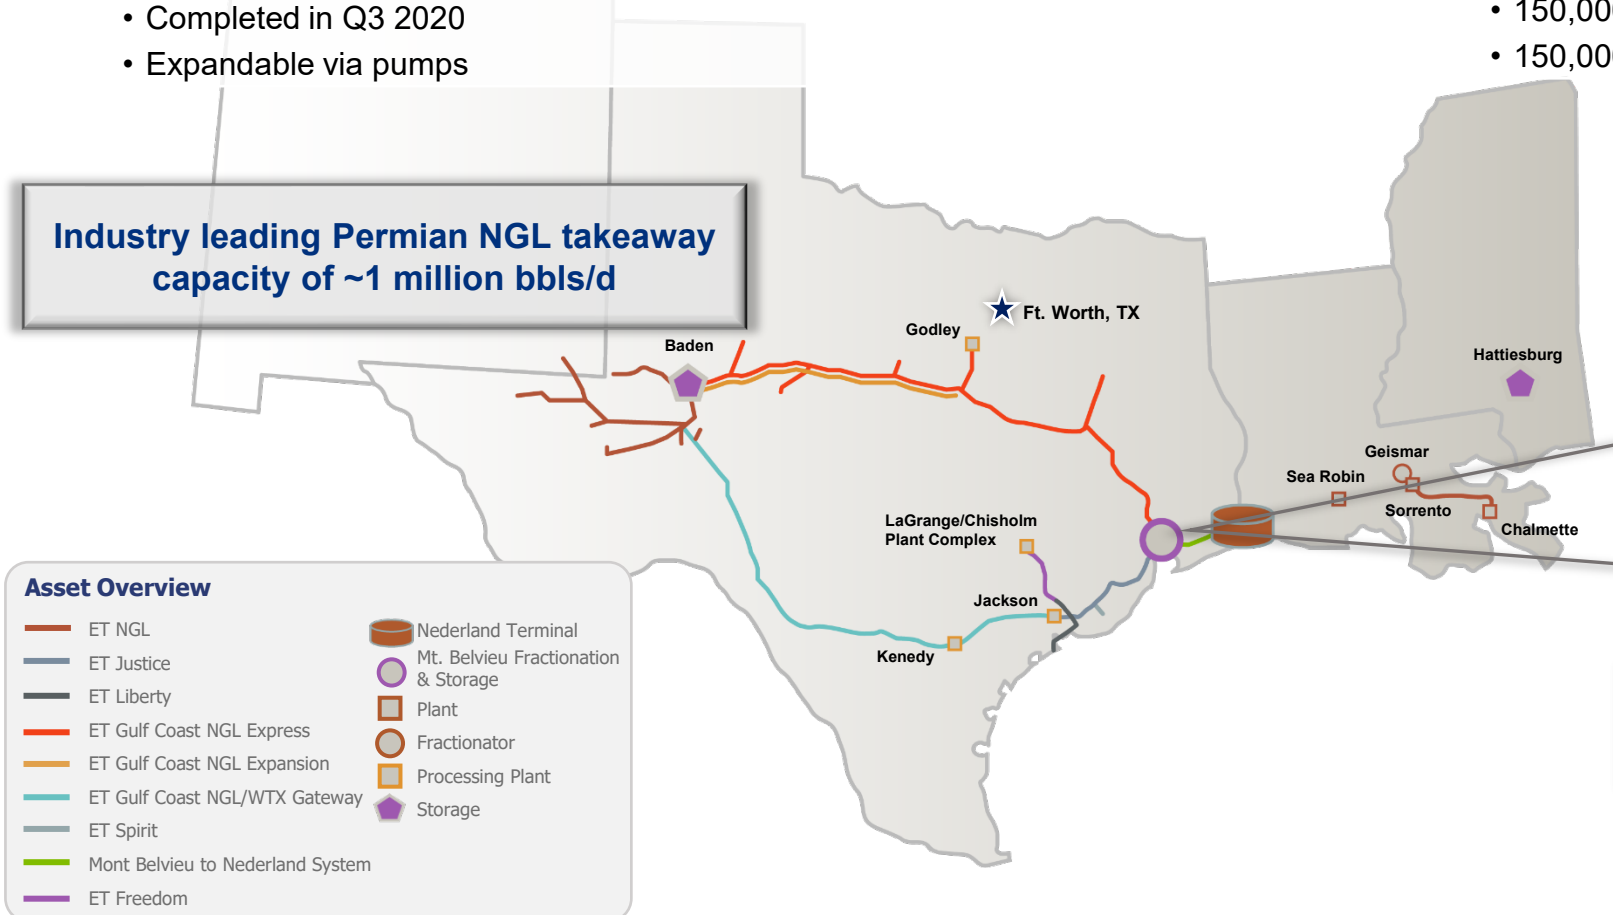 • Completed in Q3 2020
• Expandable via pumps
Industry leading Permian NGL takeaway
capacity of ~1 million bbls/d
Ft. Worth, TX
Godley
Baden
Hattiesburg
Geismar
Sea Robin
Sorrento
Chalmette
LaGrange/Chisholm
Plant Complex
Jackson
Kenedy
Asset Overview
ET NGL
ET Justice
ET Liberty
ET Gulf Coast NGL Express
ET Gulf Coast NGL Expansion
ET Gulf Coast NGL/WTX Gateway
ET Spirit
Mont Belvieu to Nederland System
ET Freedom
Nederland Terminal
Mt. Belvieu Fractionation
& Storage
Plant
Fractionator
Processing Plant
Storage